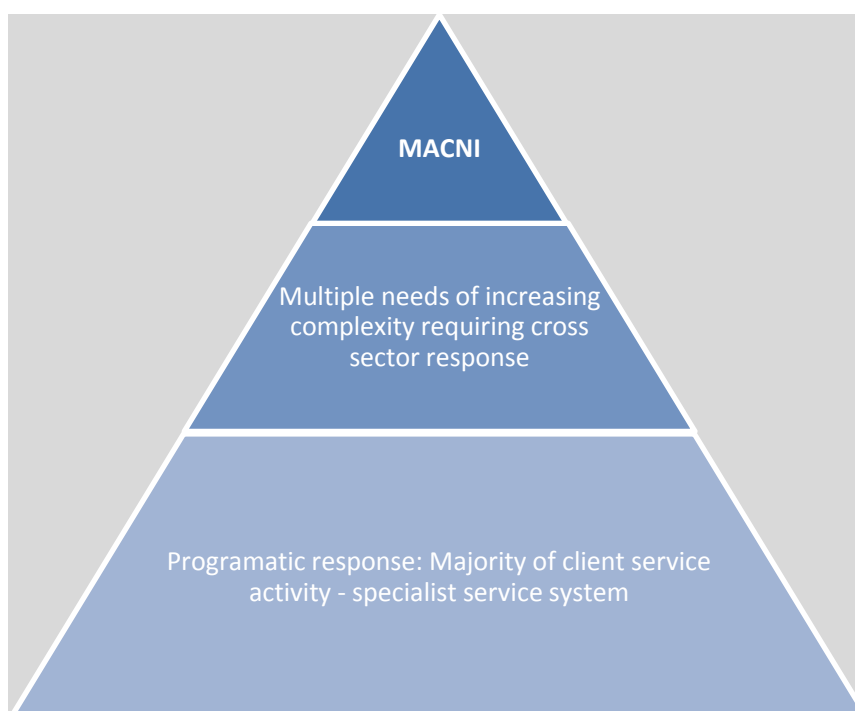 MACNI
Multiple needs of increasing
complexity requiring cross
sector response
Programatic response: Majority of client service
activity - specialist service system